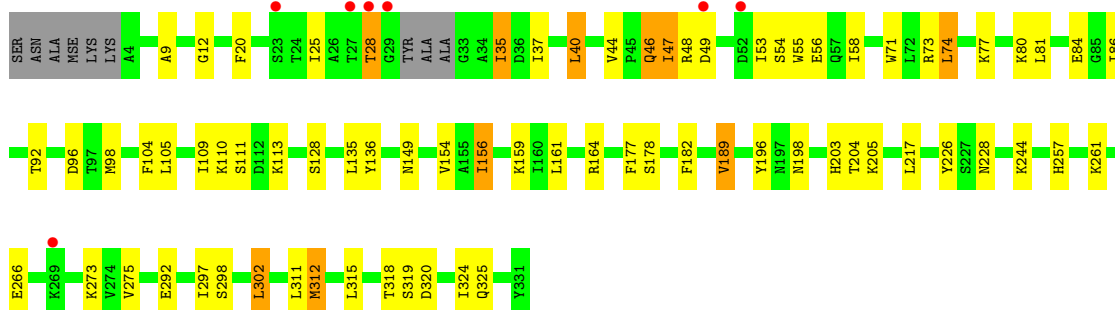 SER ASN ALA MSE LYS LYS A4 A9 G12 F20 S23 T24 I25 A26 T27 T28 G29 TYR ALA ALA G33 A34 I35 D36 I37 L40 V44 P45 Q46 I47 R48 D49 D52 I53 S54 W55 E56 Q57 I58 W71 L72 R73 L74 K77 K80 L81 E84 G85 I86
T92 D96 T97 M98 F104 L105 I109 K110 S111 D112 K113 S128 L135 Y136 N149 V154 A155 I156 K159 I160 L161 R164 F177 S178 F182 V189 Y196 N197 N198 H203 T204 K205 L217 Y226 S227 N228 K244 H257 K261
E266 K269 K273 V274 V275 E292 I297 S298 L302 L311 M312 L315 T318 S319 D320 I324 Q325 Y331